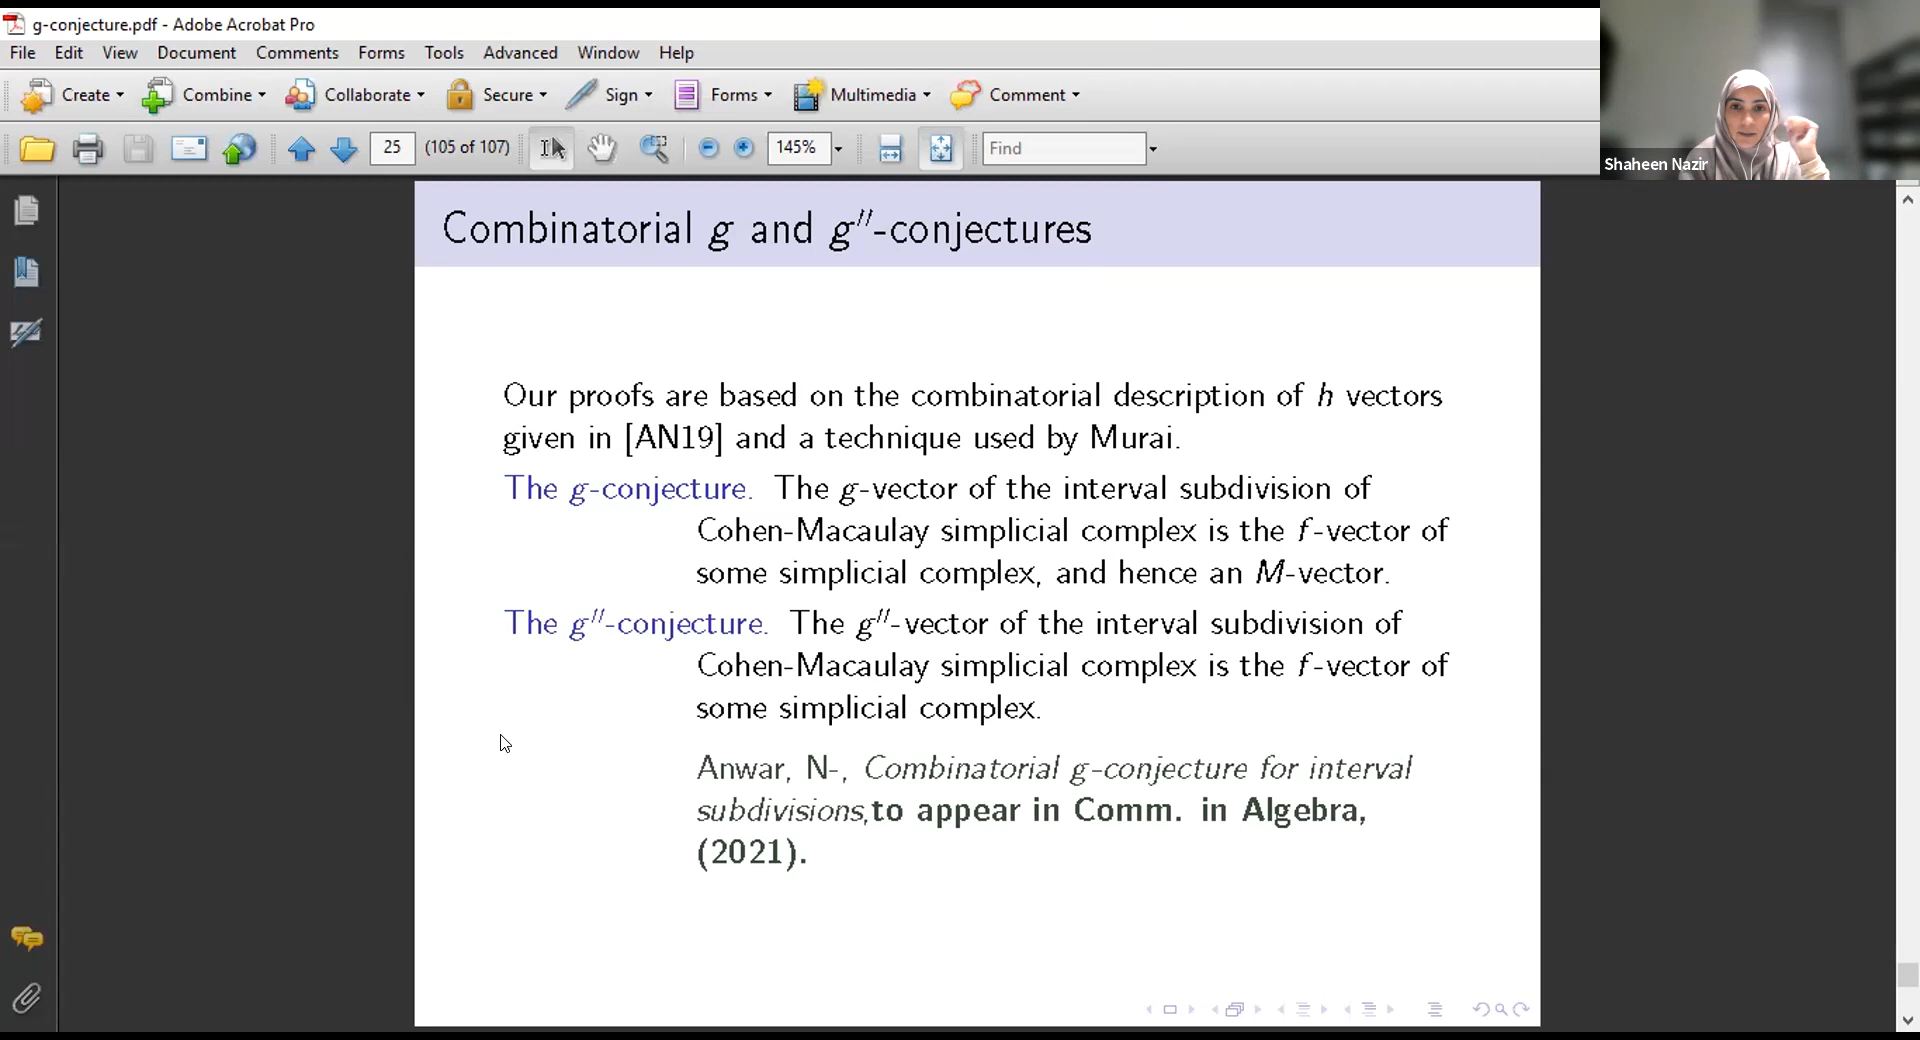 g-conjecture.pdf - Adobe Acrobat Pro
File Edit View Document Comments Forms Tools Advanced Window Help
Create Combine Collaborate Secure Sign Forms Multimedia Comment
25 (105 of 107) 145% Find
Shaheen Nazir
Combinatorial g and g′′-conjectures
Our proofs are based on the combinatorial description of h vectors
given in [AN19] and a technique used by Murai.
The g-conjecture. The g-vector of the interval subdivision of
Cohen-Macaulay simplicial complex is the f-vector of
some simplicial complex, and hence an M-vector.
The g′′-conjecture. The g′′-vector of the interval subdivision of
Cohen-Macaulay simplicial complex is the f-vector of
some simplicial complex.
Anwar, N-, Combinatorial g-conjecture for interval
subdivisions,to appear in Comm. in Algebra,
(2021).